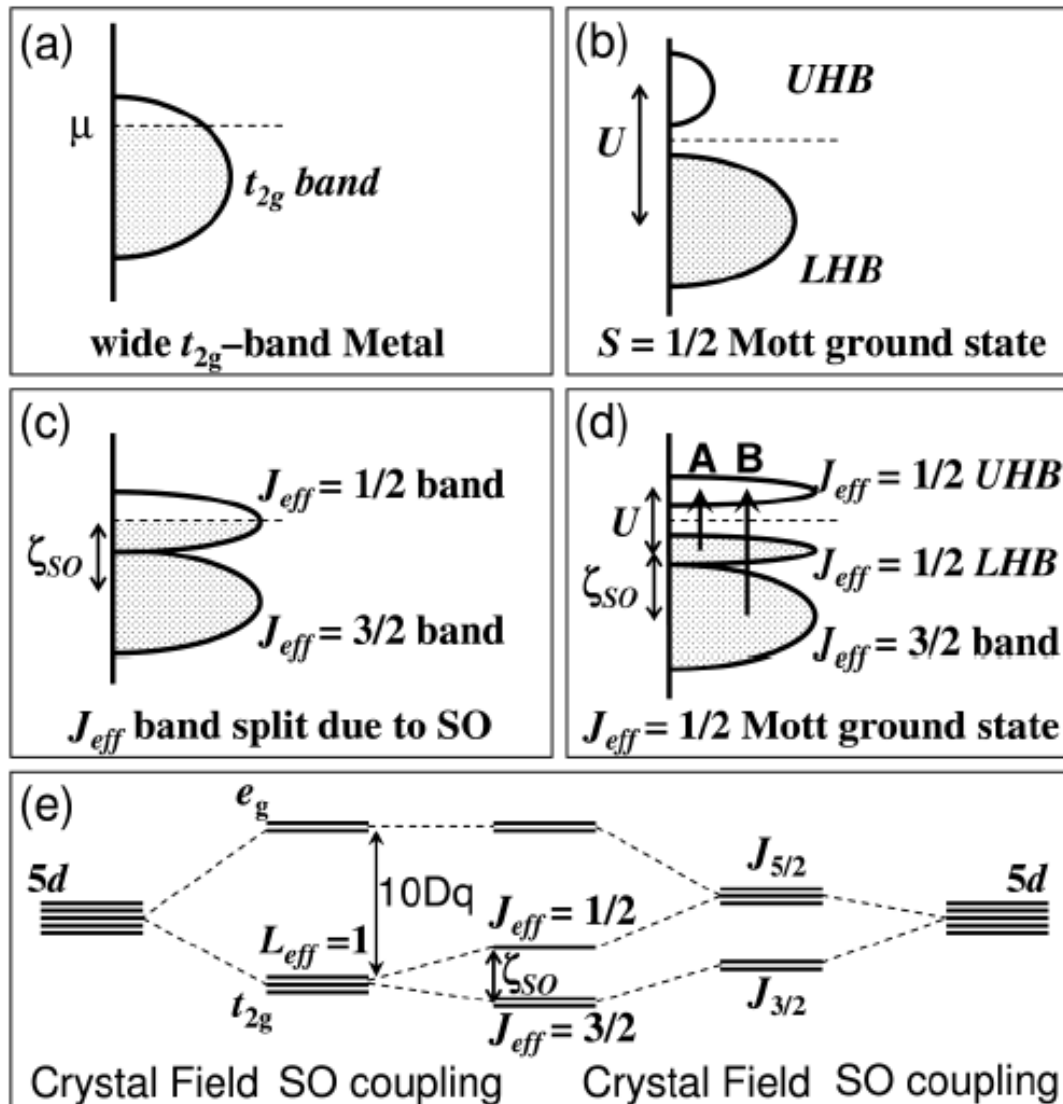 (a)
μ
t2g band
wide t2g–band Metal
(b)
UHB
U
LHB
S = 1/2 Mott ground state
(c)
Jeff = 1/2 band
ζSO
Jeff = 3/2 band
Jeff band split due to SO
(d)
A B
Jeff = 1/2 UHB
U
Jeff = 1/2 LHB
ζSO
Jeff = 3/2 band
Jeff = 1/2 Mott ground state
(e)
eg
5d
10Dq
J5/2
5d
Leff =1
Jeff = 1/2
ζSO
t2g
Jeff = 3/2
J3/2
Crystal Field SO coupling Crystal Field SO coupling